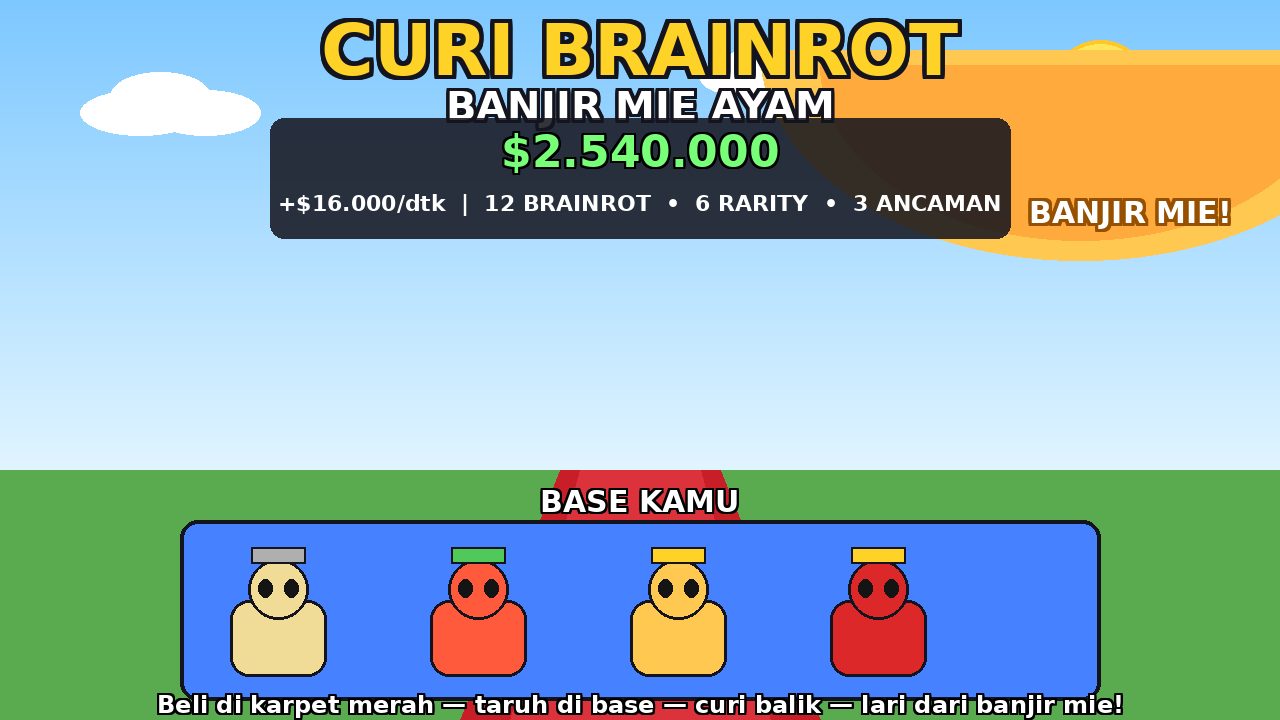 CURI BRAINROT
BANJIR MIE AYAM
$2.540.000
+$16.000/dtk | 12 BRAINROT • 6 RARITY • 3 ANCAMAN
BANJIR MIE!
BASE KAMU
Beli di karpet merah — taruh di base — curi balik — lari dari banjir mie!